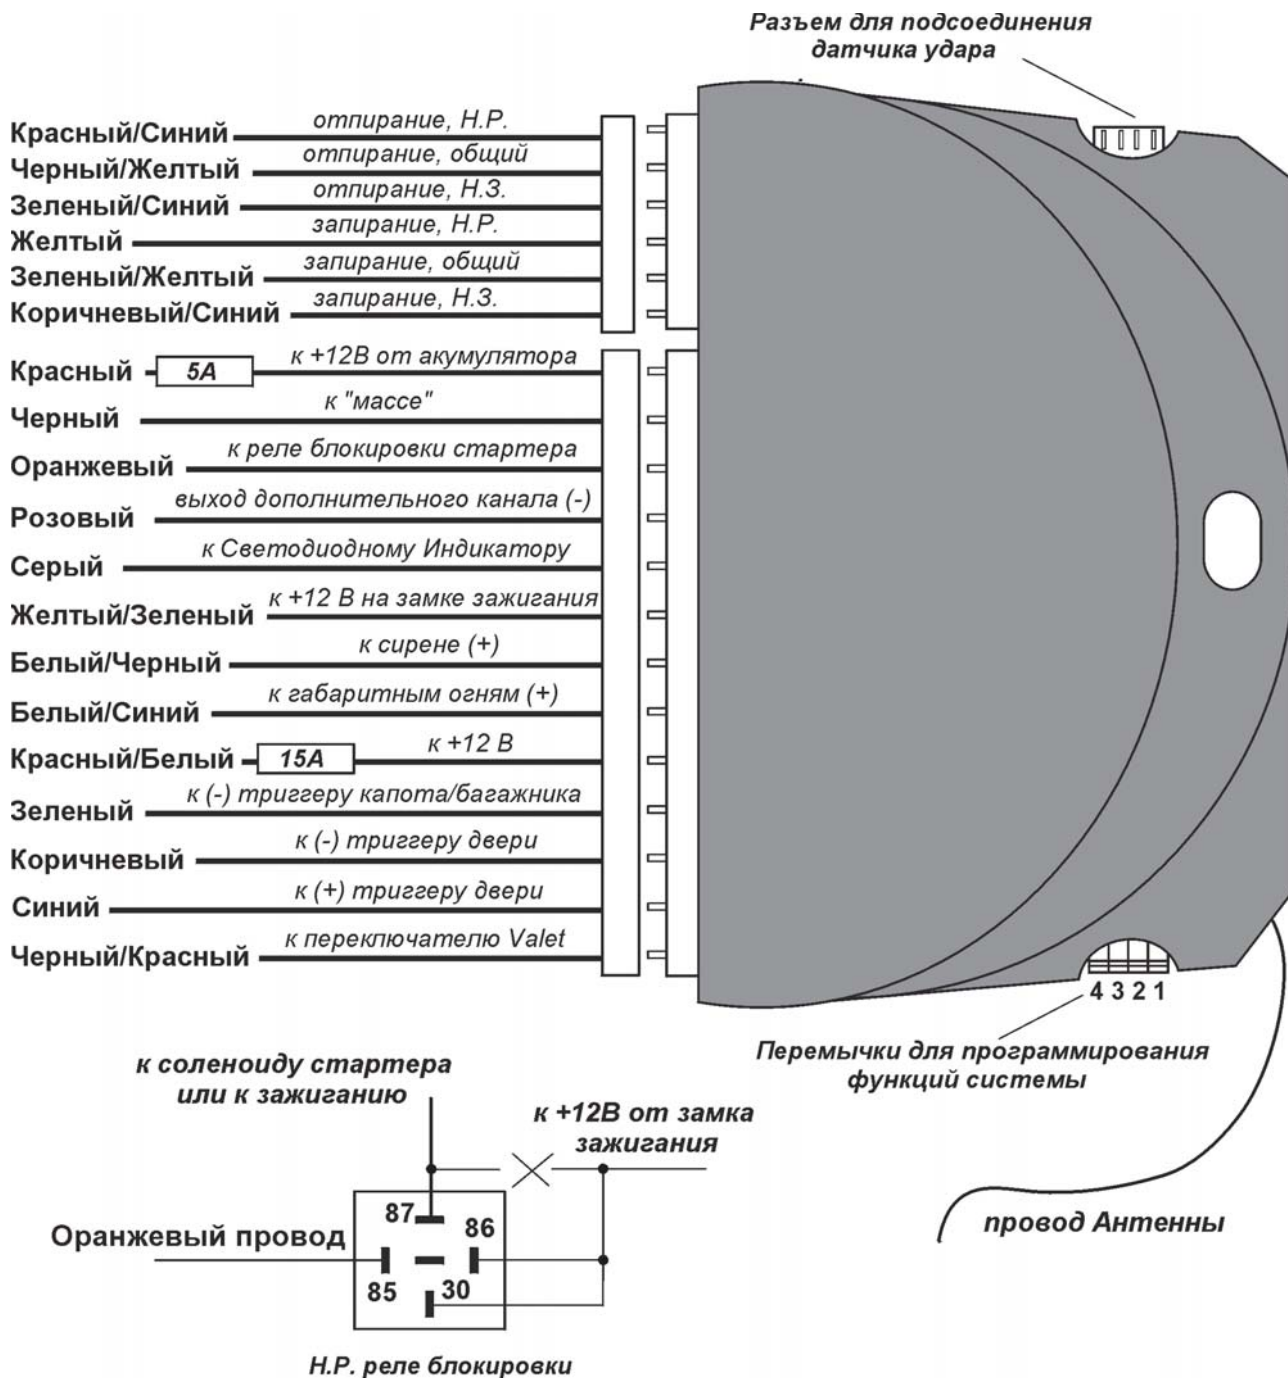 Разъем для подсоединения
датчика удара
Красный/Синий отпирание, Н.Р.
Черный/Желтый отпирание, общий
Зеленый/Синий отпирание, Н.З.
Желтый запирание, Н.Р.
Зеленый/Желтый запирание, общий
Коричневый/Синий запирание, Н.З.
Красный 5А к +12В от акумулятора
Черный к "массе"
Оранжевый к реле блокировки стартера
Розовый выход дополнительного канала (-)
Серый к Светодиодному Индикатору
Желтый/Зеленый к +12 В на замке зажигания
Белый/Черный к сирене (+)
Белый/Синий к габаритным огням (+)
Красный/Белый 15А к +12 В
Зеленый к (-) триггеру капота/багажника
Коричневый к (-) триггеру двери
Синий к (+) триггеру двери
Черный/Красный к переключателю Valet
4 3 2 1
Перемычки для программирования
функций системы
провод Антенны
к соленоиду стартера
или к зажиганию
к +12В от замка
зажигания
87
86
Оранжевый провод
85
30
Н.Р. реле блокировки